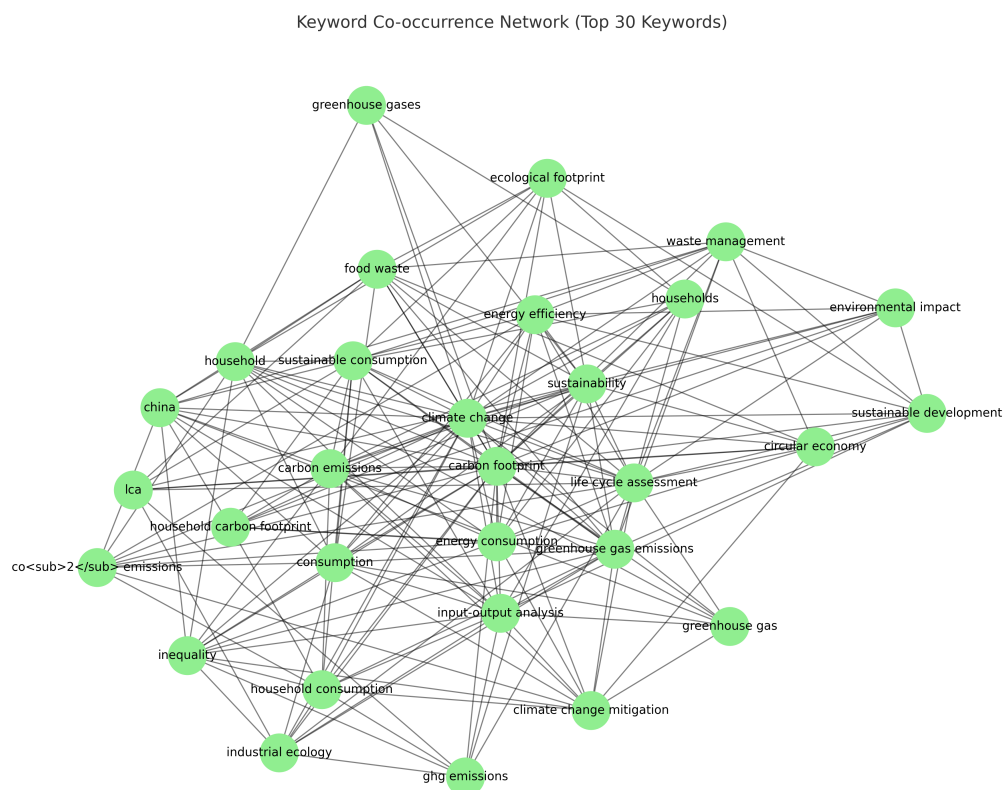 Keyword Co-occurrence Network (Top 30 Keywords)
greenhouse gases
ecological footprint
waste management
food waste
households
environmental impact
energy efficiency
household
sustainable consumption
sustainability
china
sustainable development
climate change
circular economy
carbon emissions
carbon footprint
life cycle assessment
lca
household carbon footprint
energy consumption
greenhouse gas emissions
consumption
co<sub>2</sub> emissions
input-output analysis
greenhouse gas
inequality
household consumption
climate change mitigation
industrial ecology
ghg emissions